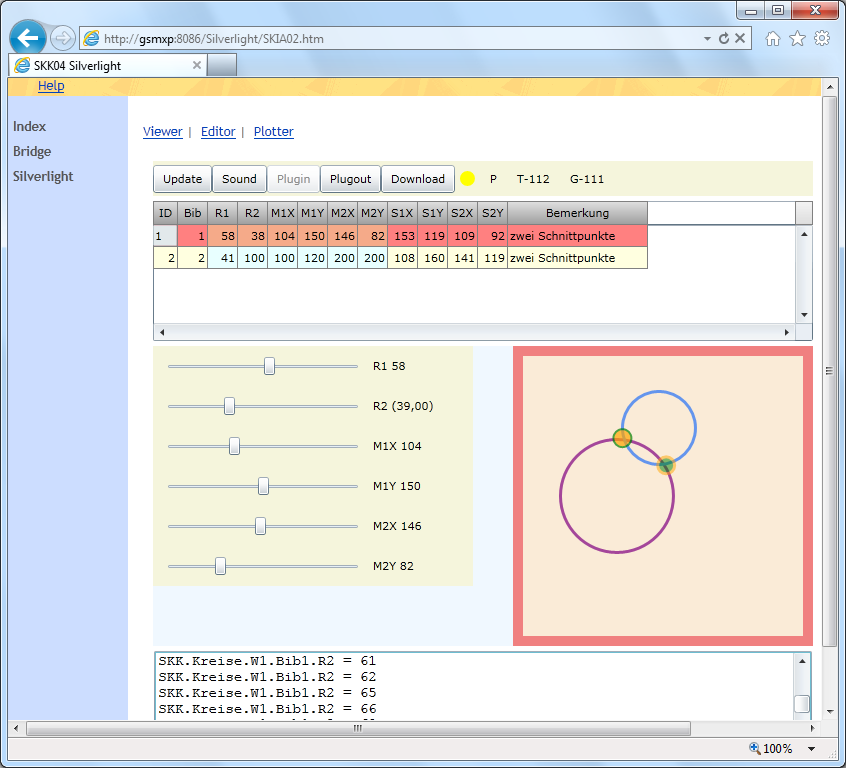 http://gsmxp:8086/Silverlight/SKIA02.htm
SKK04 Silverlight
Help
Index
Bridge
Silverlight
Viewer | Editor | Plotter
Update Sound Plugin Plugout Download P T-112 G-111
ID Bib R1 R2 M1X M1Y M2X M2Y S1X S1Y S2X S2Y Bemerkung
1 1 58 38 104 150 146 82 153 119 109 92 zwei Schnittpunkte
2 2 41 100 100 120 200 200 108 160 141 119 zwei Schnittpunkte
R1 58
R2 (39,00)
M1X 104
M1Y 150
M2X 146
M2Y 82
SKK.Kreise.W1.Bib1.R2 = 61
SKK.Kreise.W1.Bib1.R2 = 62
SKK.Kreise.W1.Bib1.R2 = 65
SKK.Kreise.W1.Bib1.R2 = 66
100%